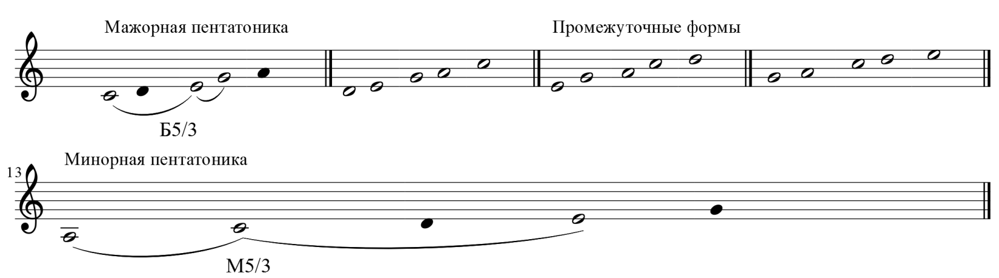 Мажорная пентатоника
Промежуточные формы
Б5/3
Минорная пентатоника
13
М5/3